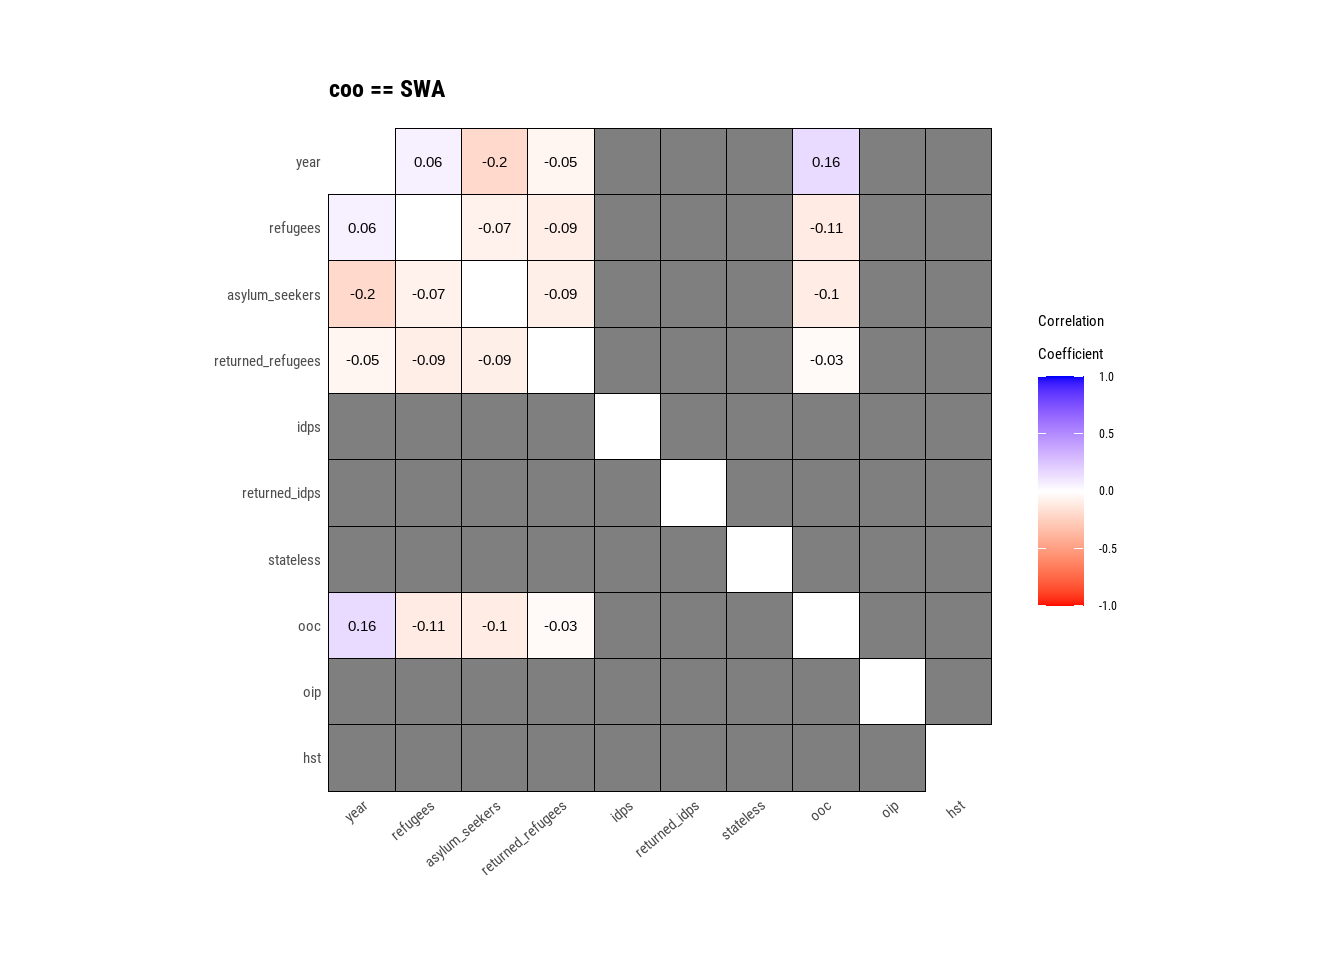 coo == SWA
year 0.06 -0.2 -0.05 0.16
refugees 0.06 -0.07 -0.09 -0.11
asylum_seekers -0.2 -0.07 -0.09 -0.1
returned_refugees -0.05 -0.09 -0.09 -0.03
idps
returned_idps
stateless
ooc 0.16 -0.11 -0.1 -0.03
oip
hst
year refugees asylum_seekers returned_refugees idps returned_idps stateless ooc oip hst
Correlation
Coefficient
1.0
0.5
0.0
-0.5
-1.0